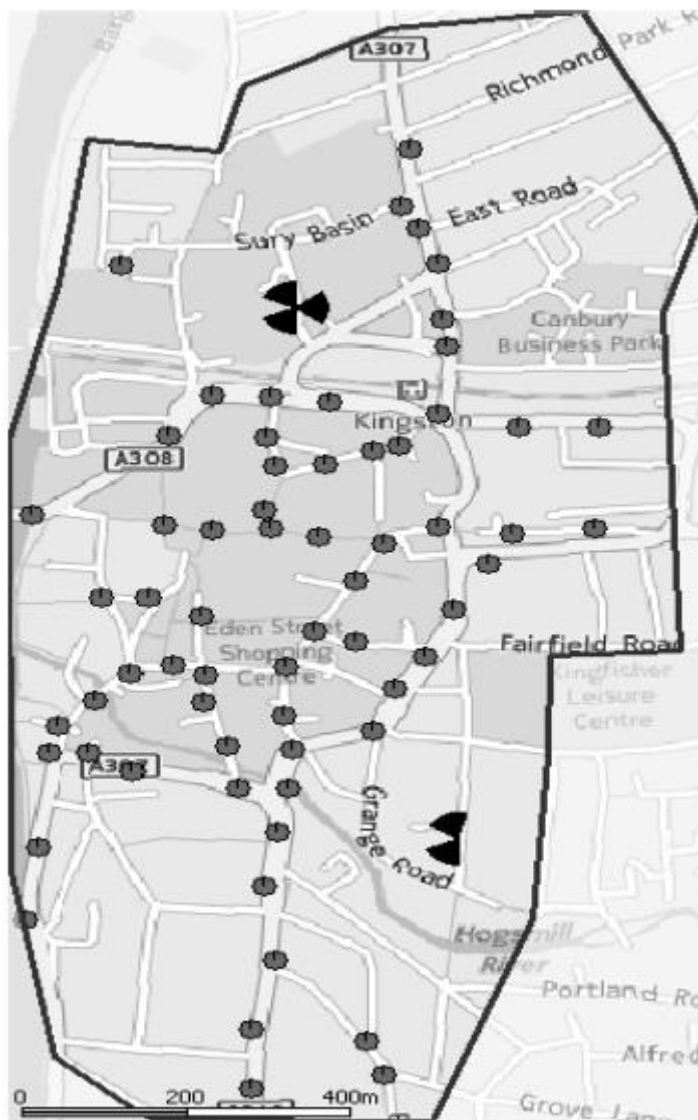 A307
Richmond Park
East Road
Sury Basin
Canbury
Business Park
Kingston
A308
Eden Street
Shopping
Centre
Fairfield Road
Kingfisher
Leisure
Centre
A307
Grange Road
Hogsmill
River
Portland Ro
Alfred
Grove Lane
0 200 400m